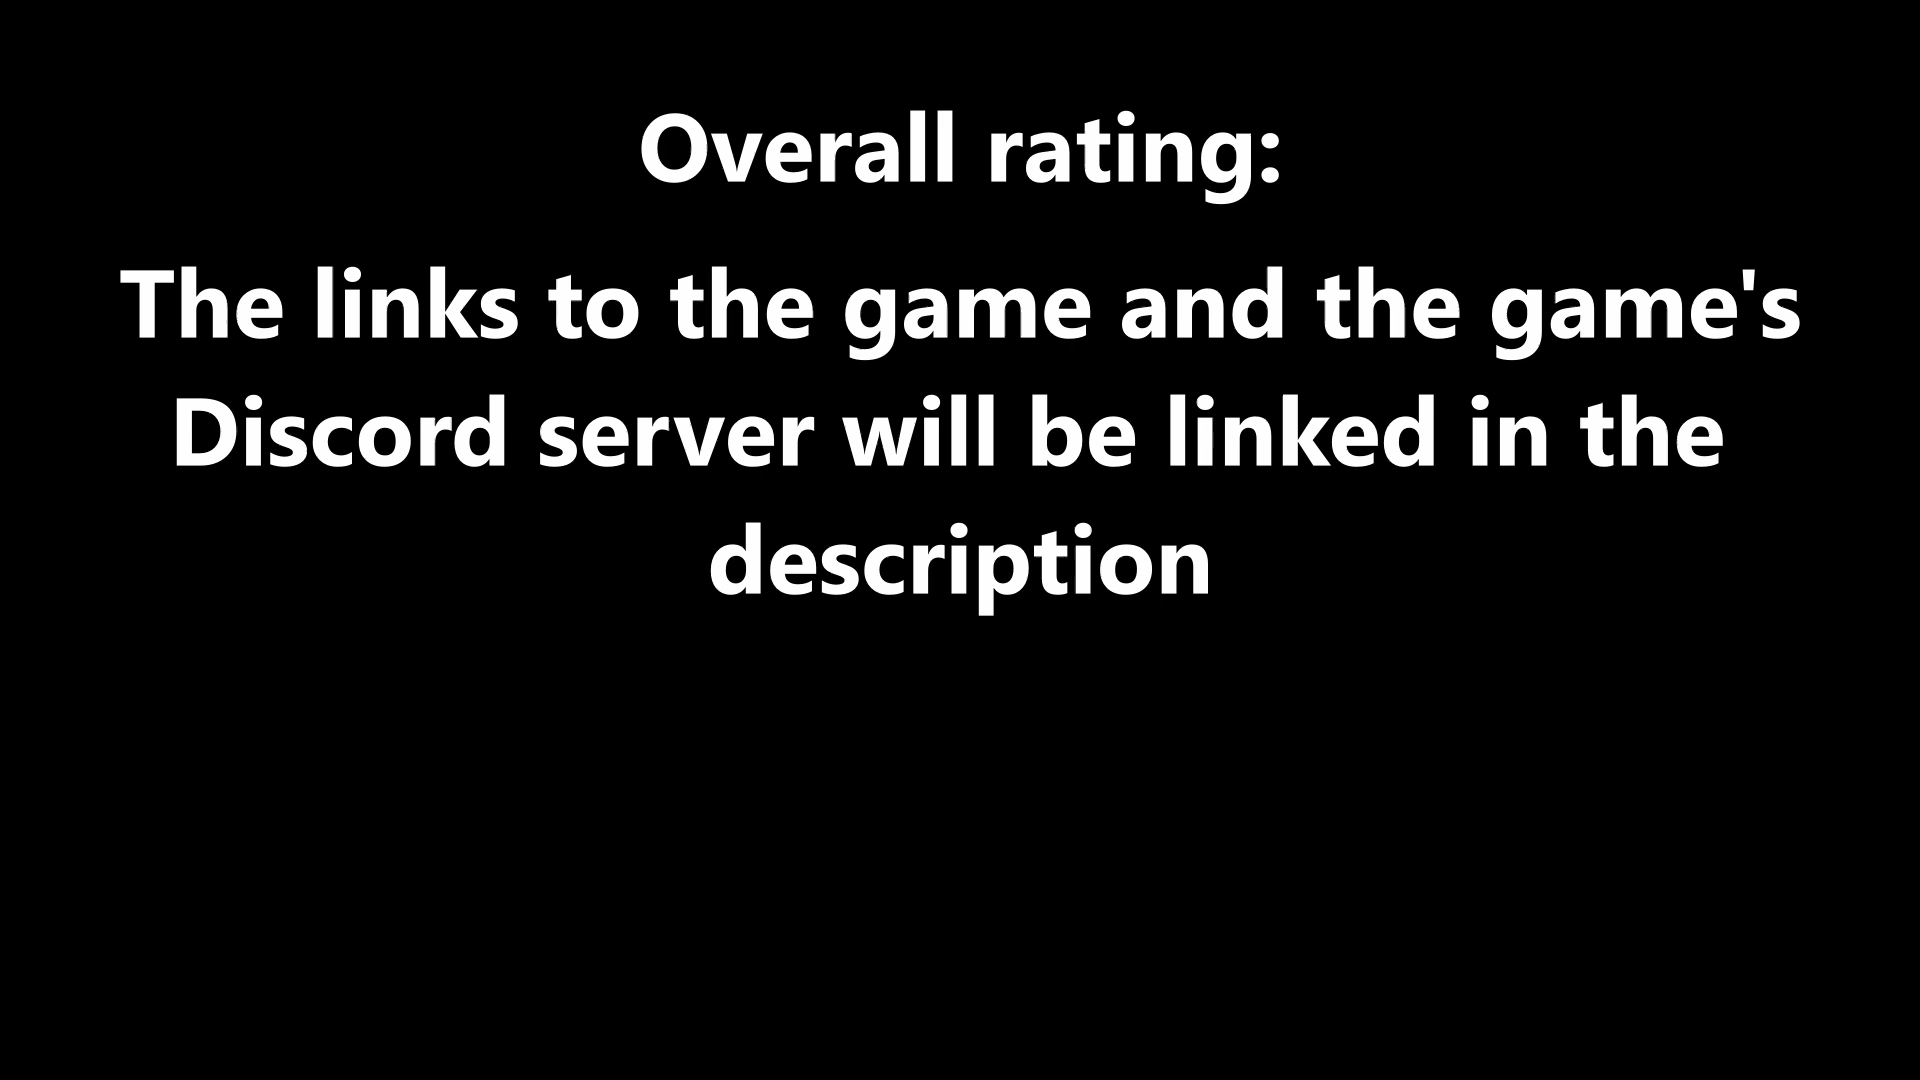 Overall rating:
The links to the game and the game's
Discord server will be linked in the
description